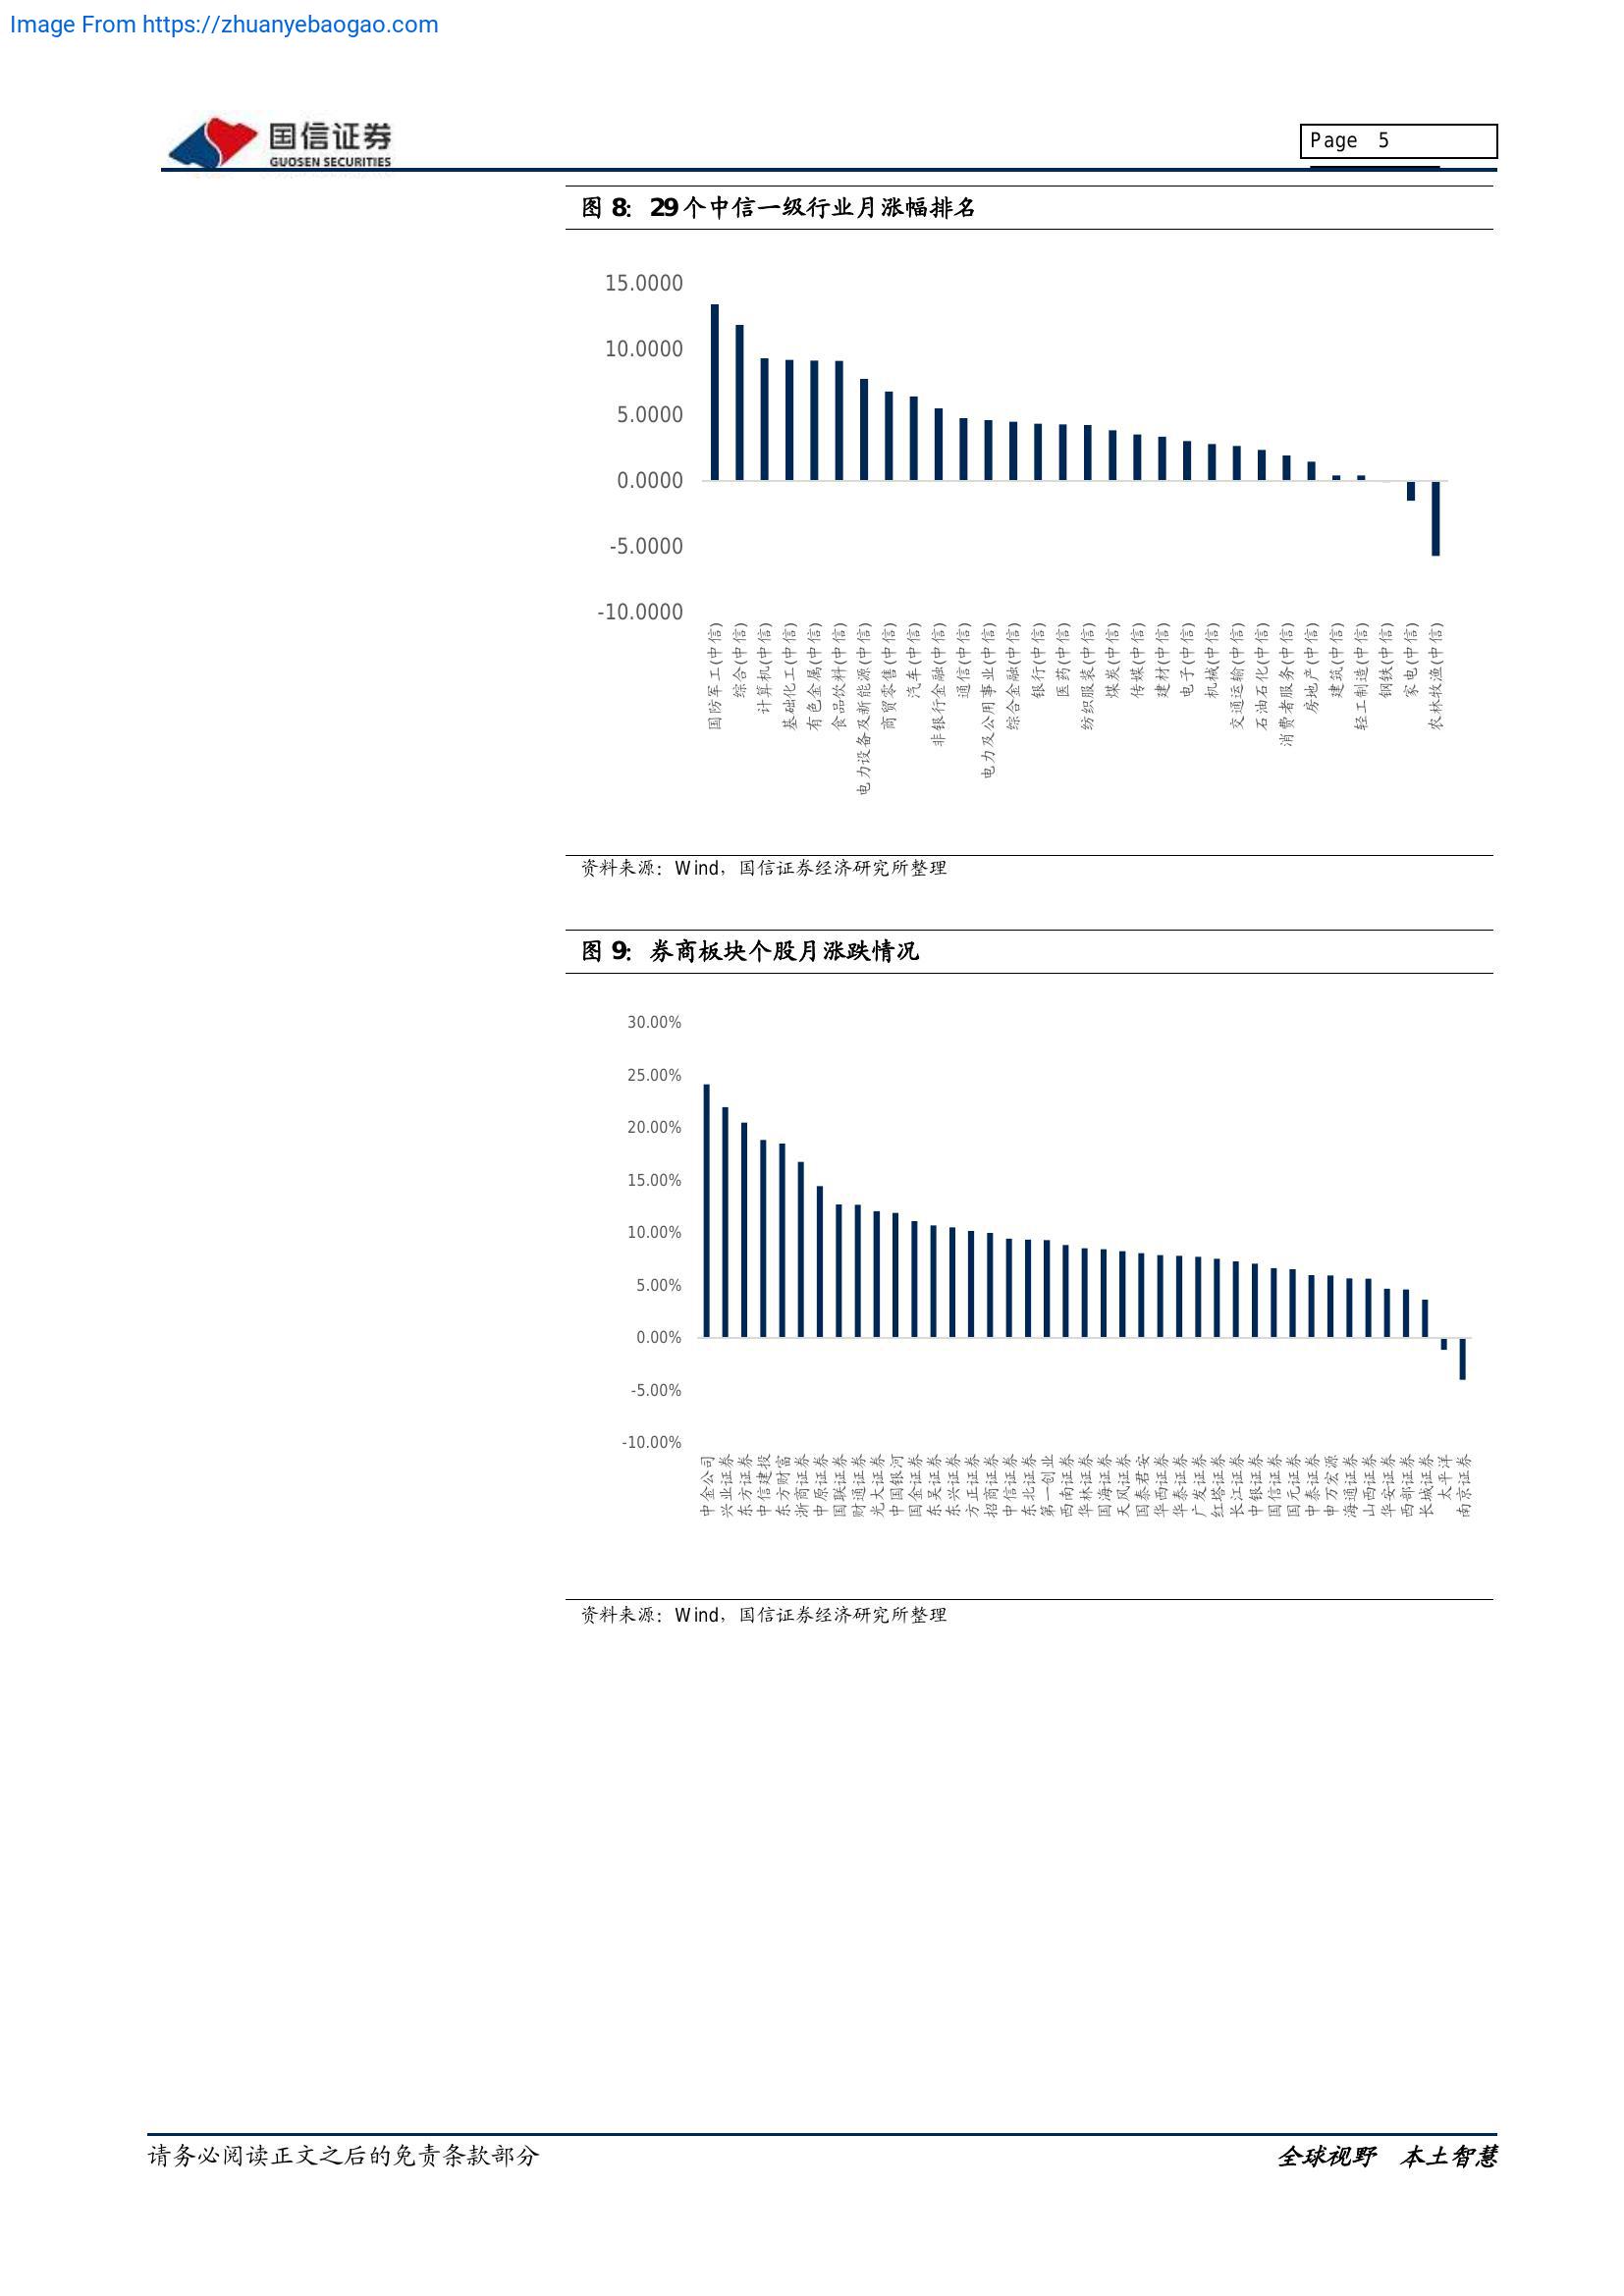 Image From https://zhuanyebaogao.com
国信证券
GUOSEN SECURITIES
Page 5
图 8: 29个中信一级行业月涨幅排名
15.0000
10.0000
5.0000
0.0000
-5.0000
-10.0000
国防军工(中信)
综合(中信)
计算机(中信)
基础化工(中信)
有色金属(中信)
食品饮料(中信)
电力设备及新能源(中信)
商贸零售(中信)
汽车(中信)
非银行金融(中信)
通信(中信)
电力及公用事业(中信)
综合金融(中信)
银行(中信)
医药(中信)
纺织服装(中信)
煤炭(中信)
传媒(中信)
建材(中信)
电子(中信)
机械(中信)
交通运输(中信)
石油石化(中信)
消费者服务(中信)
房地产(中信)
建筑(中信)
轻工制造(中信)
钢铁(中信)
家电(中信)
农林牧渔(中信)
资料来源：Wind，国信证券经济研究所整理
图 9: 券商板块个股月涨跌情况
30.00%
25.00%
20.00%
15.00%
10.00%
5.00%
0.00%
-5.00%
-10.00%
中金公司
兴业证券
东方证券
中信建投
东方财富
浙商证券
中原证券
国联证券
财通证券
光大证券
中国银河
国金证券
东吴证券
东兴证券
方正证券
招商证券
中信证券
东北证券
第一创业
西南证券
华林证券
国海证券
天风证券
国泰君安
华西证券
华泰证券
广发证券
红塔证券
长江证券
中银证券
国信证券
国元证券
中泰证券
申万宏源
海通证券
山西证券
华安证券
西部证券
长城证券
太平洋
南京证券
资料来源：Wind，国信证券经济研究所整理
请务必阅读正文之后的免责条款部分
全球视野 本土智慧